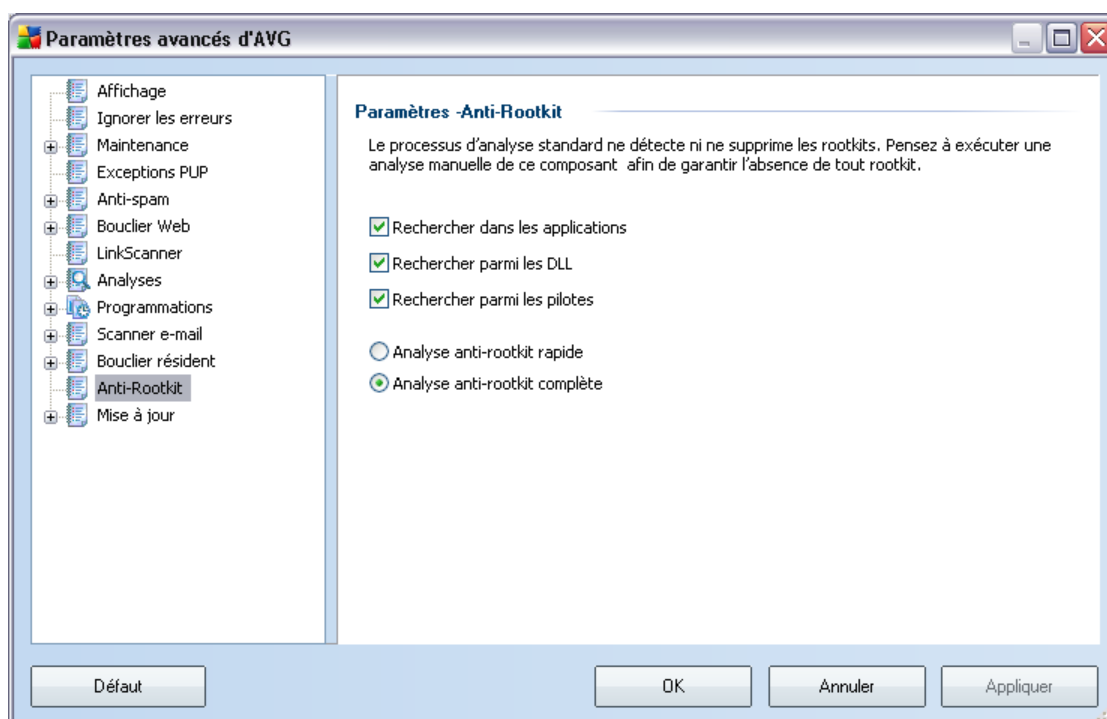 Paramètres avancés d'AVG
Affichage
Ignorer les erreurs
Maintenance
Exceptions PUP
Anti-spam
Bouclier Web
LinkScanner
Analyses
Programmations
Scanner e-mail
Bouclier résident
Anti-Rootkit
Mise à jour
Paramètres -Anti-Rootkit
Le processus d'analyse standard ne détecte ni ne supprime les rootkits. Pensez à exécuter une
analyse manuelle de ce composant afin de garantir l'absence de tout rootkit.
Rechercher dans les applications
Rechercher parmi les DLL
Rechercher parmi les pilotes
Analyse anti-rootkit rapide
Analyse anti-rootkit complète
Défaut
OK
Annuler
Appliquer